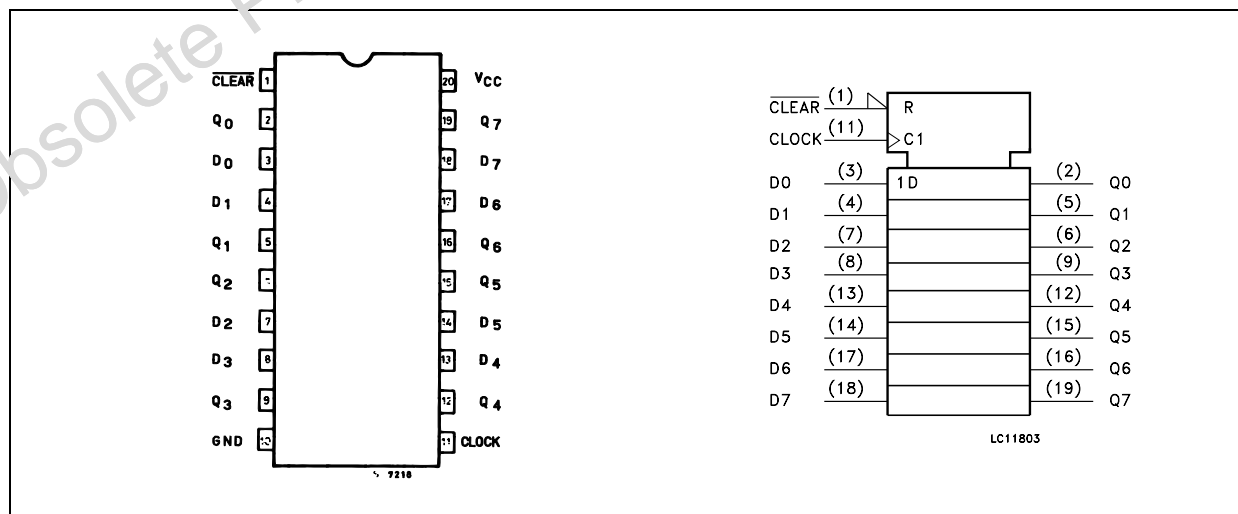 Obsolete
CLEAR 1 20 VCC
Q0 2 19 Q7
D0 3 18 D7
D1 4 17 D6
Q1 5 16 Q6
Q2 15 Q5
D2 7 14 D5
D3 8 13 D4
Q3 9 12 Q4
GND 10 11 CLOCK
7216
CLEAR (1) R
CLOCK (11) C1
D0 (3) 1D (2) Q0
D1 (4) (5) Q1
D2 (7) (6) Q2
D3 (8) (9) Q3
D4 (13) (12) Q4
D5 (14) (15) Q5
D6 (17) (16) Q6
D7 (18) (19) Q7
LC11803